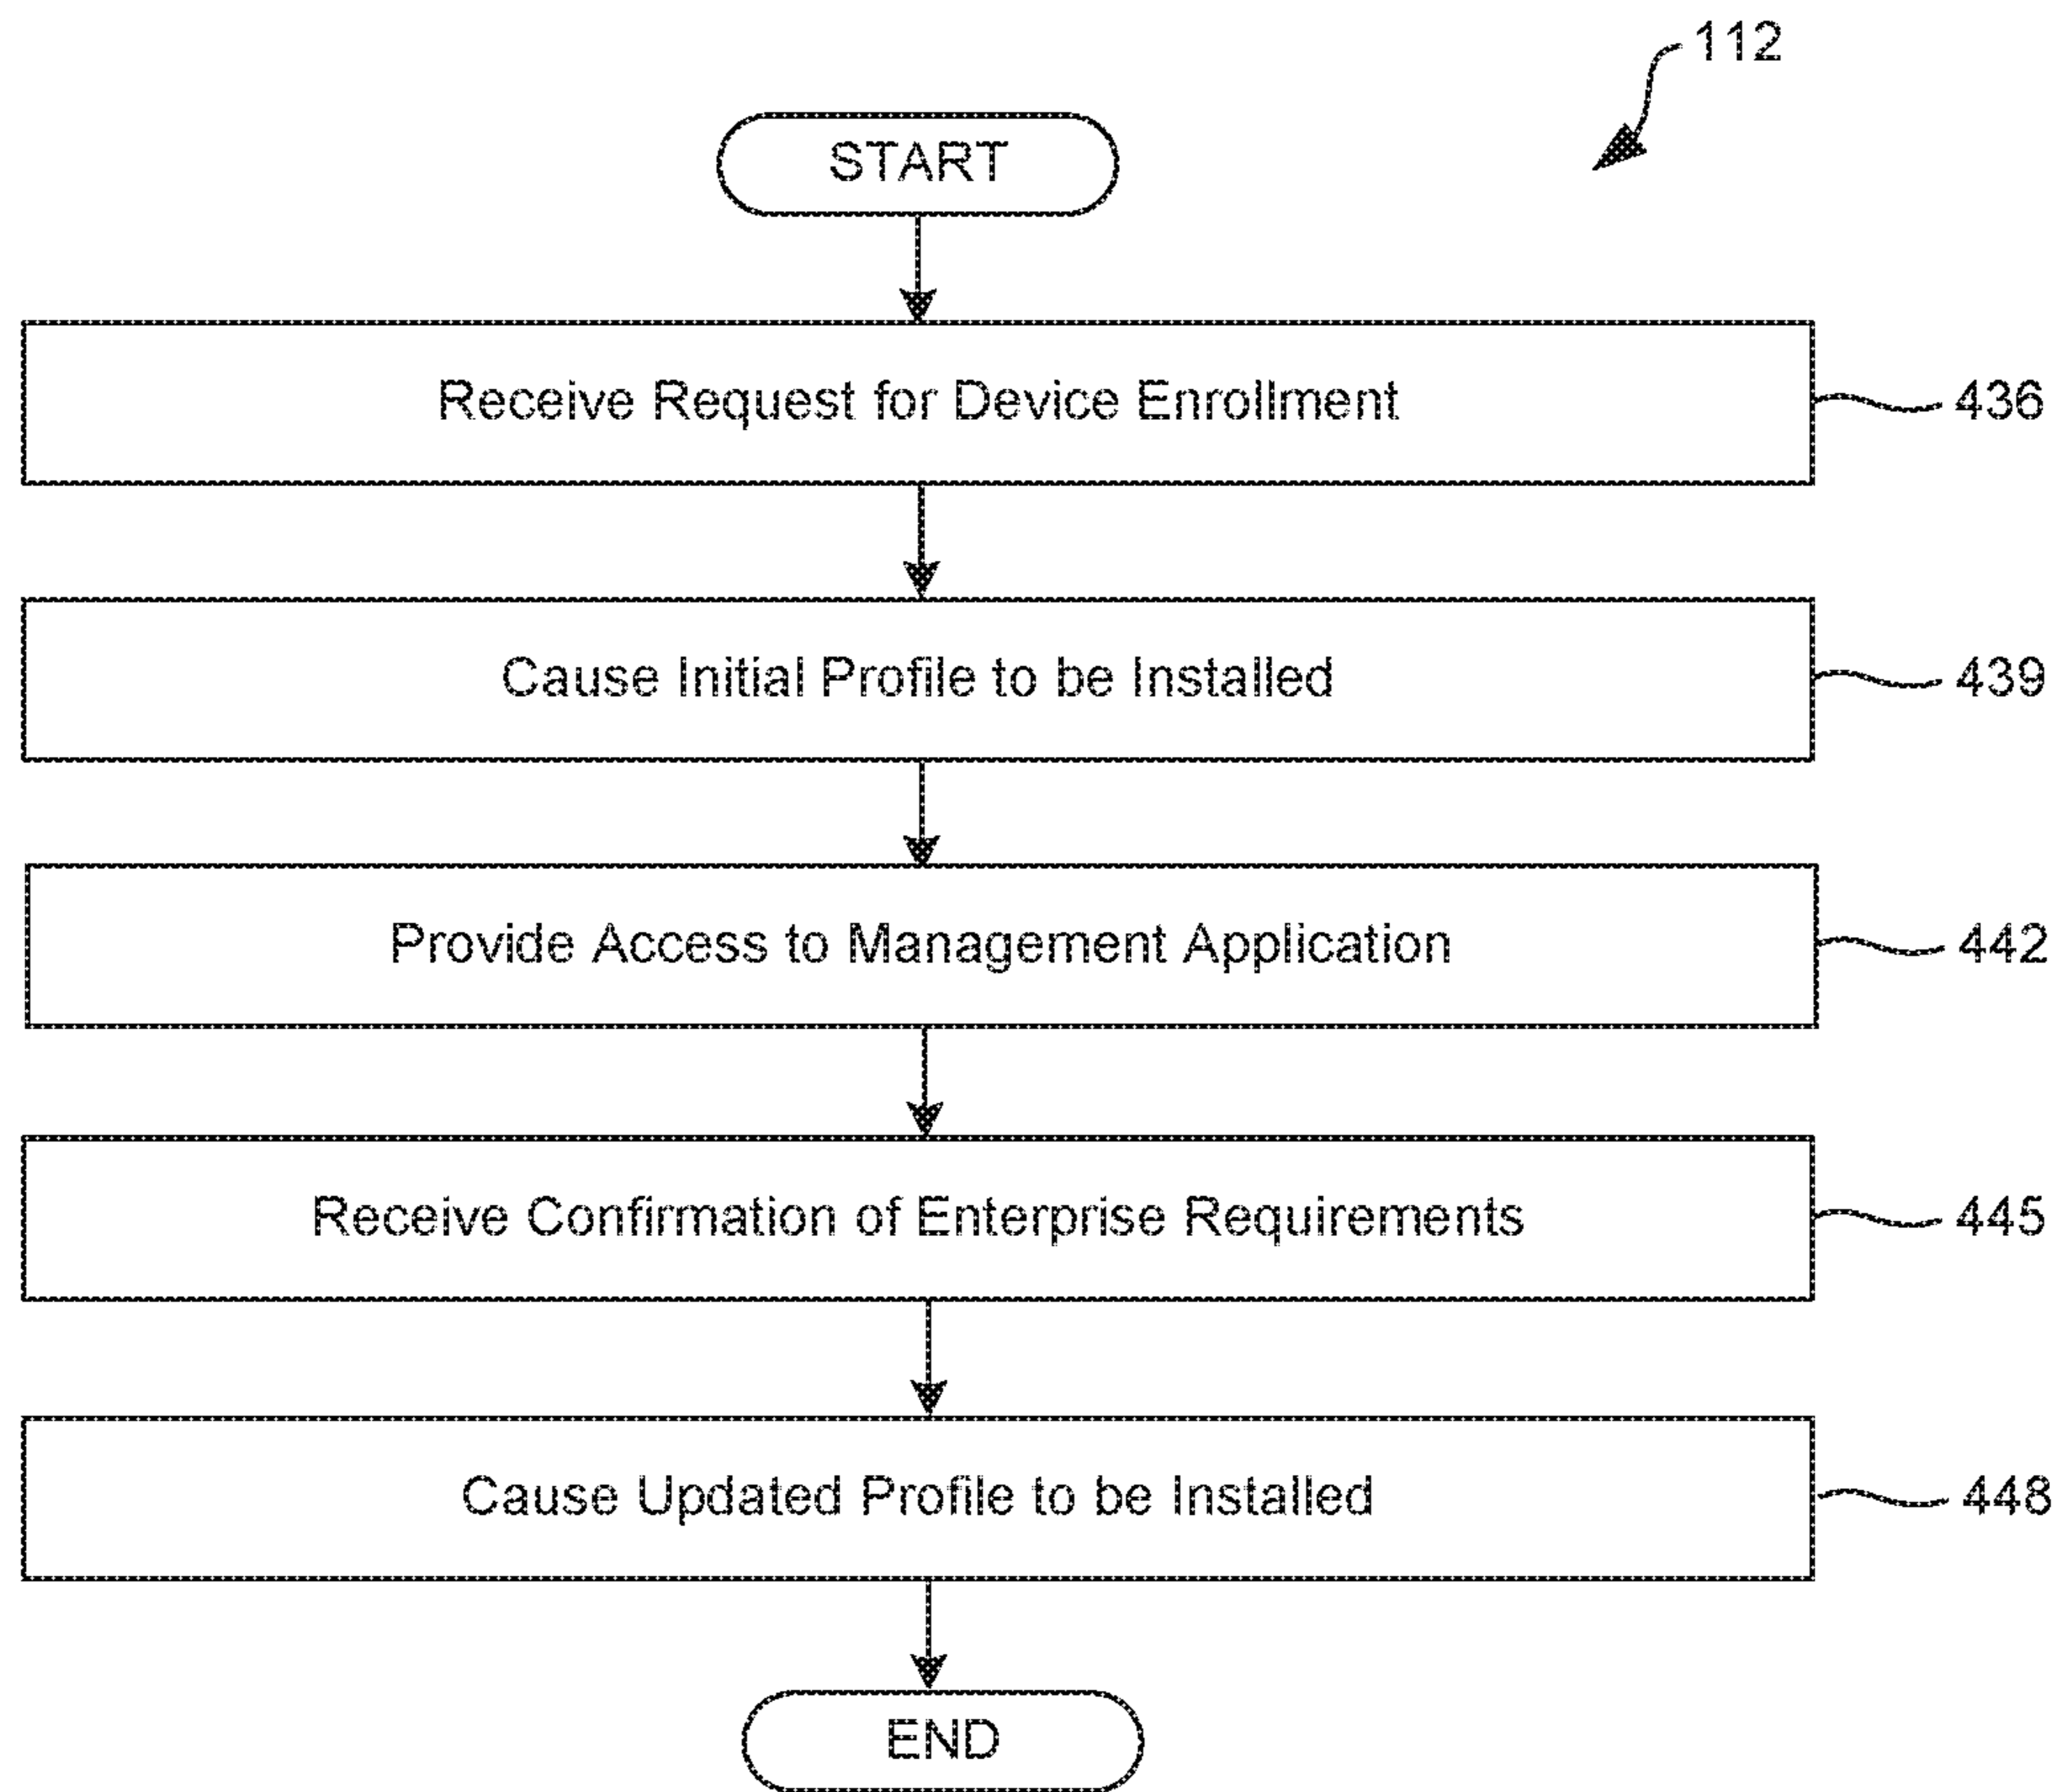 112
START
Receive Request for Device Enrollment
436
Cause Initial Profile to be Installed
439
Provide Access to Management Application
442
Receive Confirmation of Enterprise Requirements
445
Cause Updated Profile to be Installed
448
END